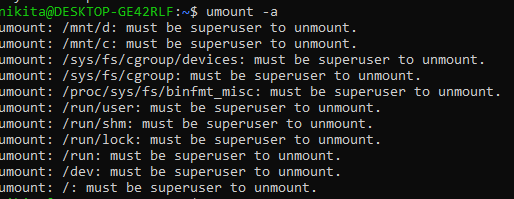 nikita@DESKTOP-GE42RLF:~$ umount -a
umount: /mnt/d: must be superuser to unmount.
umount: /mnt/c: must be superuser to unmount.
umount: /sys/fs/cgroup/devices: must be superuser to unmount.
umount: /sys/fs/cgroup: must be superuser to unmount.
umount: /proc/sys/fs/binfmt_misc: must be superuser to unmount.
umount: /run/user: must be superuser to unmount.
umount: /run/shm: must be superuser to unmount.
umount: /run/lock: must be superuser to unmount.
umount: /run: must be superuser to unmount.
umount: /dev: must be superuser to unmount.
umount: /: must be superuser to unmount.